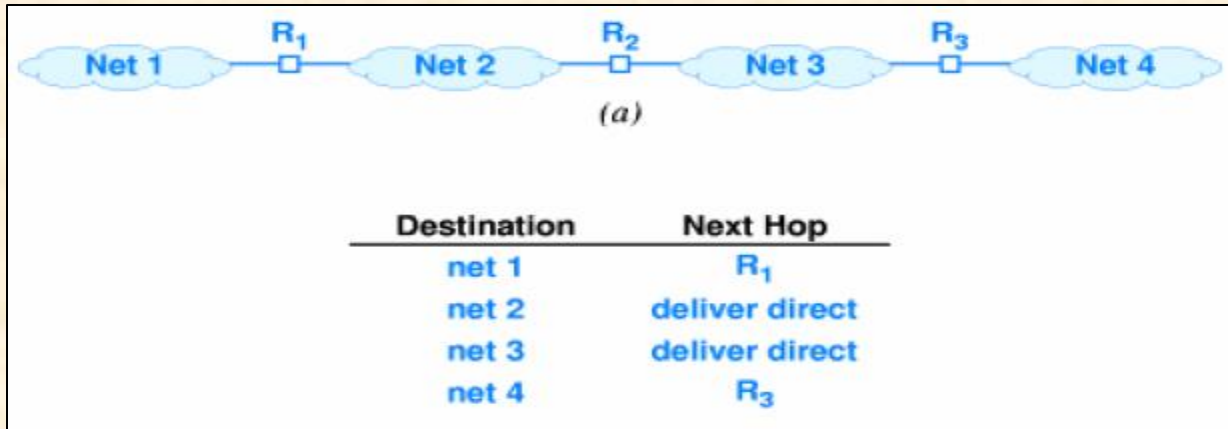 R₁ R₂ R₃
Net 1 Net 2 Net 3 Net 4
(a)
Destination Next Hop
net 1 R₁
net 2 deliver direct
net 3 deliver direct
net 4 R₃